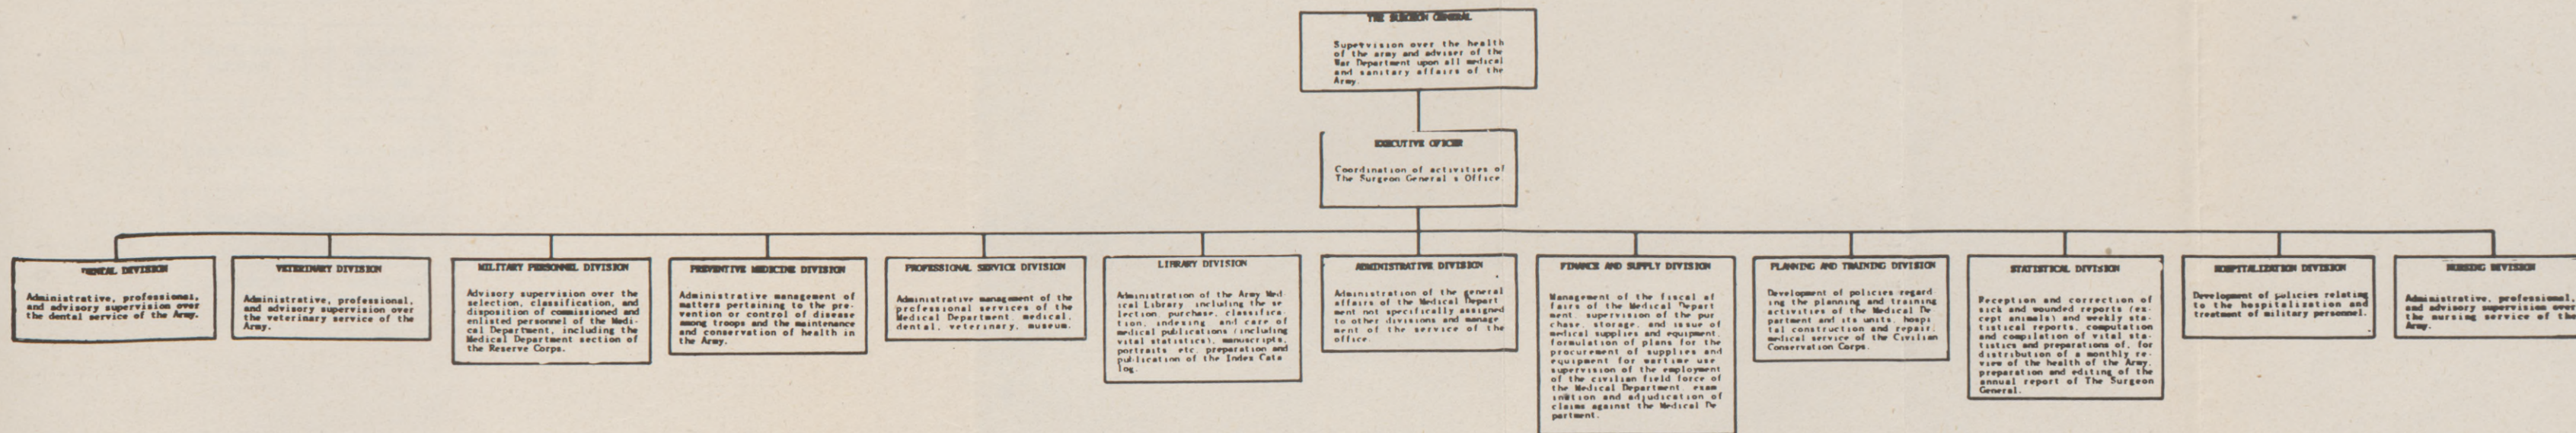 THE SURGEON GENERAL
Supervision over the health
of the army and adviser of the
War Department upon all medical
and sanitary affairs of the
Army.
EXECUTIVE OFICER
Coordination of activities of
The Surgeon General s Office
DENTAL DIVISION
Administrative, professional,
and advisory supervision over
the dental service of the Army.
VETERINARY DIVISION
Administrative, professional,
and advisory supervision over
the veterinary service of the
Army.
MILITARY PERSONNEL DIVISION
Advisory supervision over the
selection, classification, and
disposition of commissioned and
enlisted personnel of the Medi-
cal Department, including the
Medical Department section of
the Reserve Corps.
PREVENTIVE MEDICINE DIVISION
Administrative management of
matters pertaining to the pre-
vention or control of disease
among troops and the maintenance
and conservation of health in
the Army.
PROFESSIONAL SERVICE DIVISION
Administrative management of the
professional services of the
Medical Department medical,
dental, veterinary, museum.
LIBRARY DIVISION
Administration of the Army Med
ical Library including the se
lection, purchase, classifica-
tion, indexing and care of
medical publications (including
vital statistics), manuscripts,
portraits etc. preparation and
publication of the Index Cata
log.
ADMINISTRATIVE DIVISION
Administration of the general
affairs of the Medical Depart
ment not specifically assigned
to other divisions and manage
ment of the service of the
office.
FINANCE AND SUPPLY DIVISION
Management of the fiscal af
fairs of the Medical Depart
ment. supervision of the pur
chase, storage, and issue of
medical supplies and equipment,
formulation of plans for the
procurement of supplies and
equipment for wartime use
supervision of the employment
of the civilian field force of
the Medical Department. exam
ination and adjudication of
claims against the Medical De
partment.
PLANNING AND TRAINING DIVISION
Development of policies regard
ing the planning and training
activities of the Medical De
partment and its units, hospi
tal construction and repair;
medical service of the Civilian
Conservation Corps.
STATISTICAL DIVISION
Reception and correction of
sick and wounded reports (ex-
cept animals) and weekly sta-
tistical reports, computation
and compilation of vital sta-
tistics and preparations of, for
distribution of a monthly re-
view of the health of the Army,
preparation and editing of the
annual report of The Surgeon
General.
HOSPITALIZATION DIVISION
Development of policies relating
to the hospitalization and
treatment of military personnel.
NURSING DIVISION
Administrative, professional,
and advisory supervision over
the nursing service of the
Army.